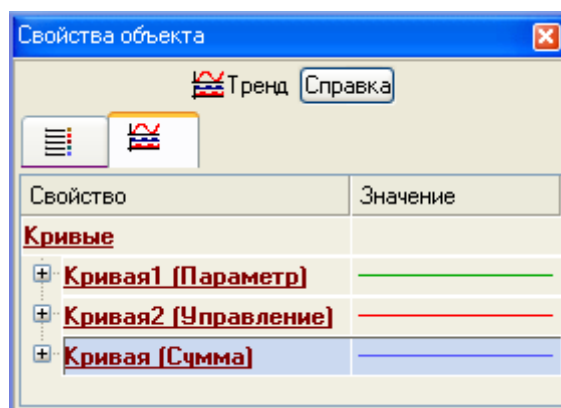 Свойства объекта
Тренд Справка
Свойство Значение
Кривые
Кривая1 (Параметр)
Кривая2 (Управление)
Кривая (Сумма)